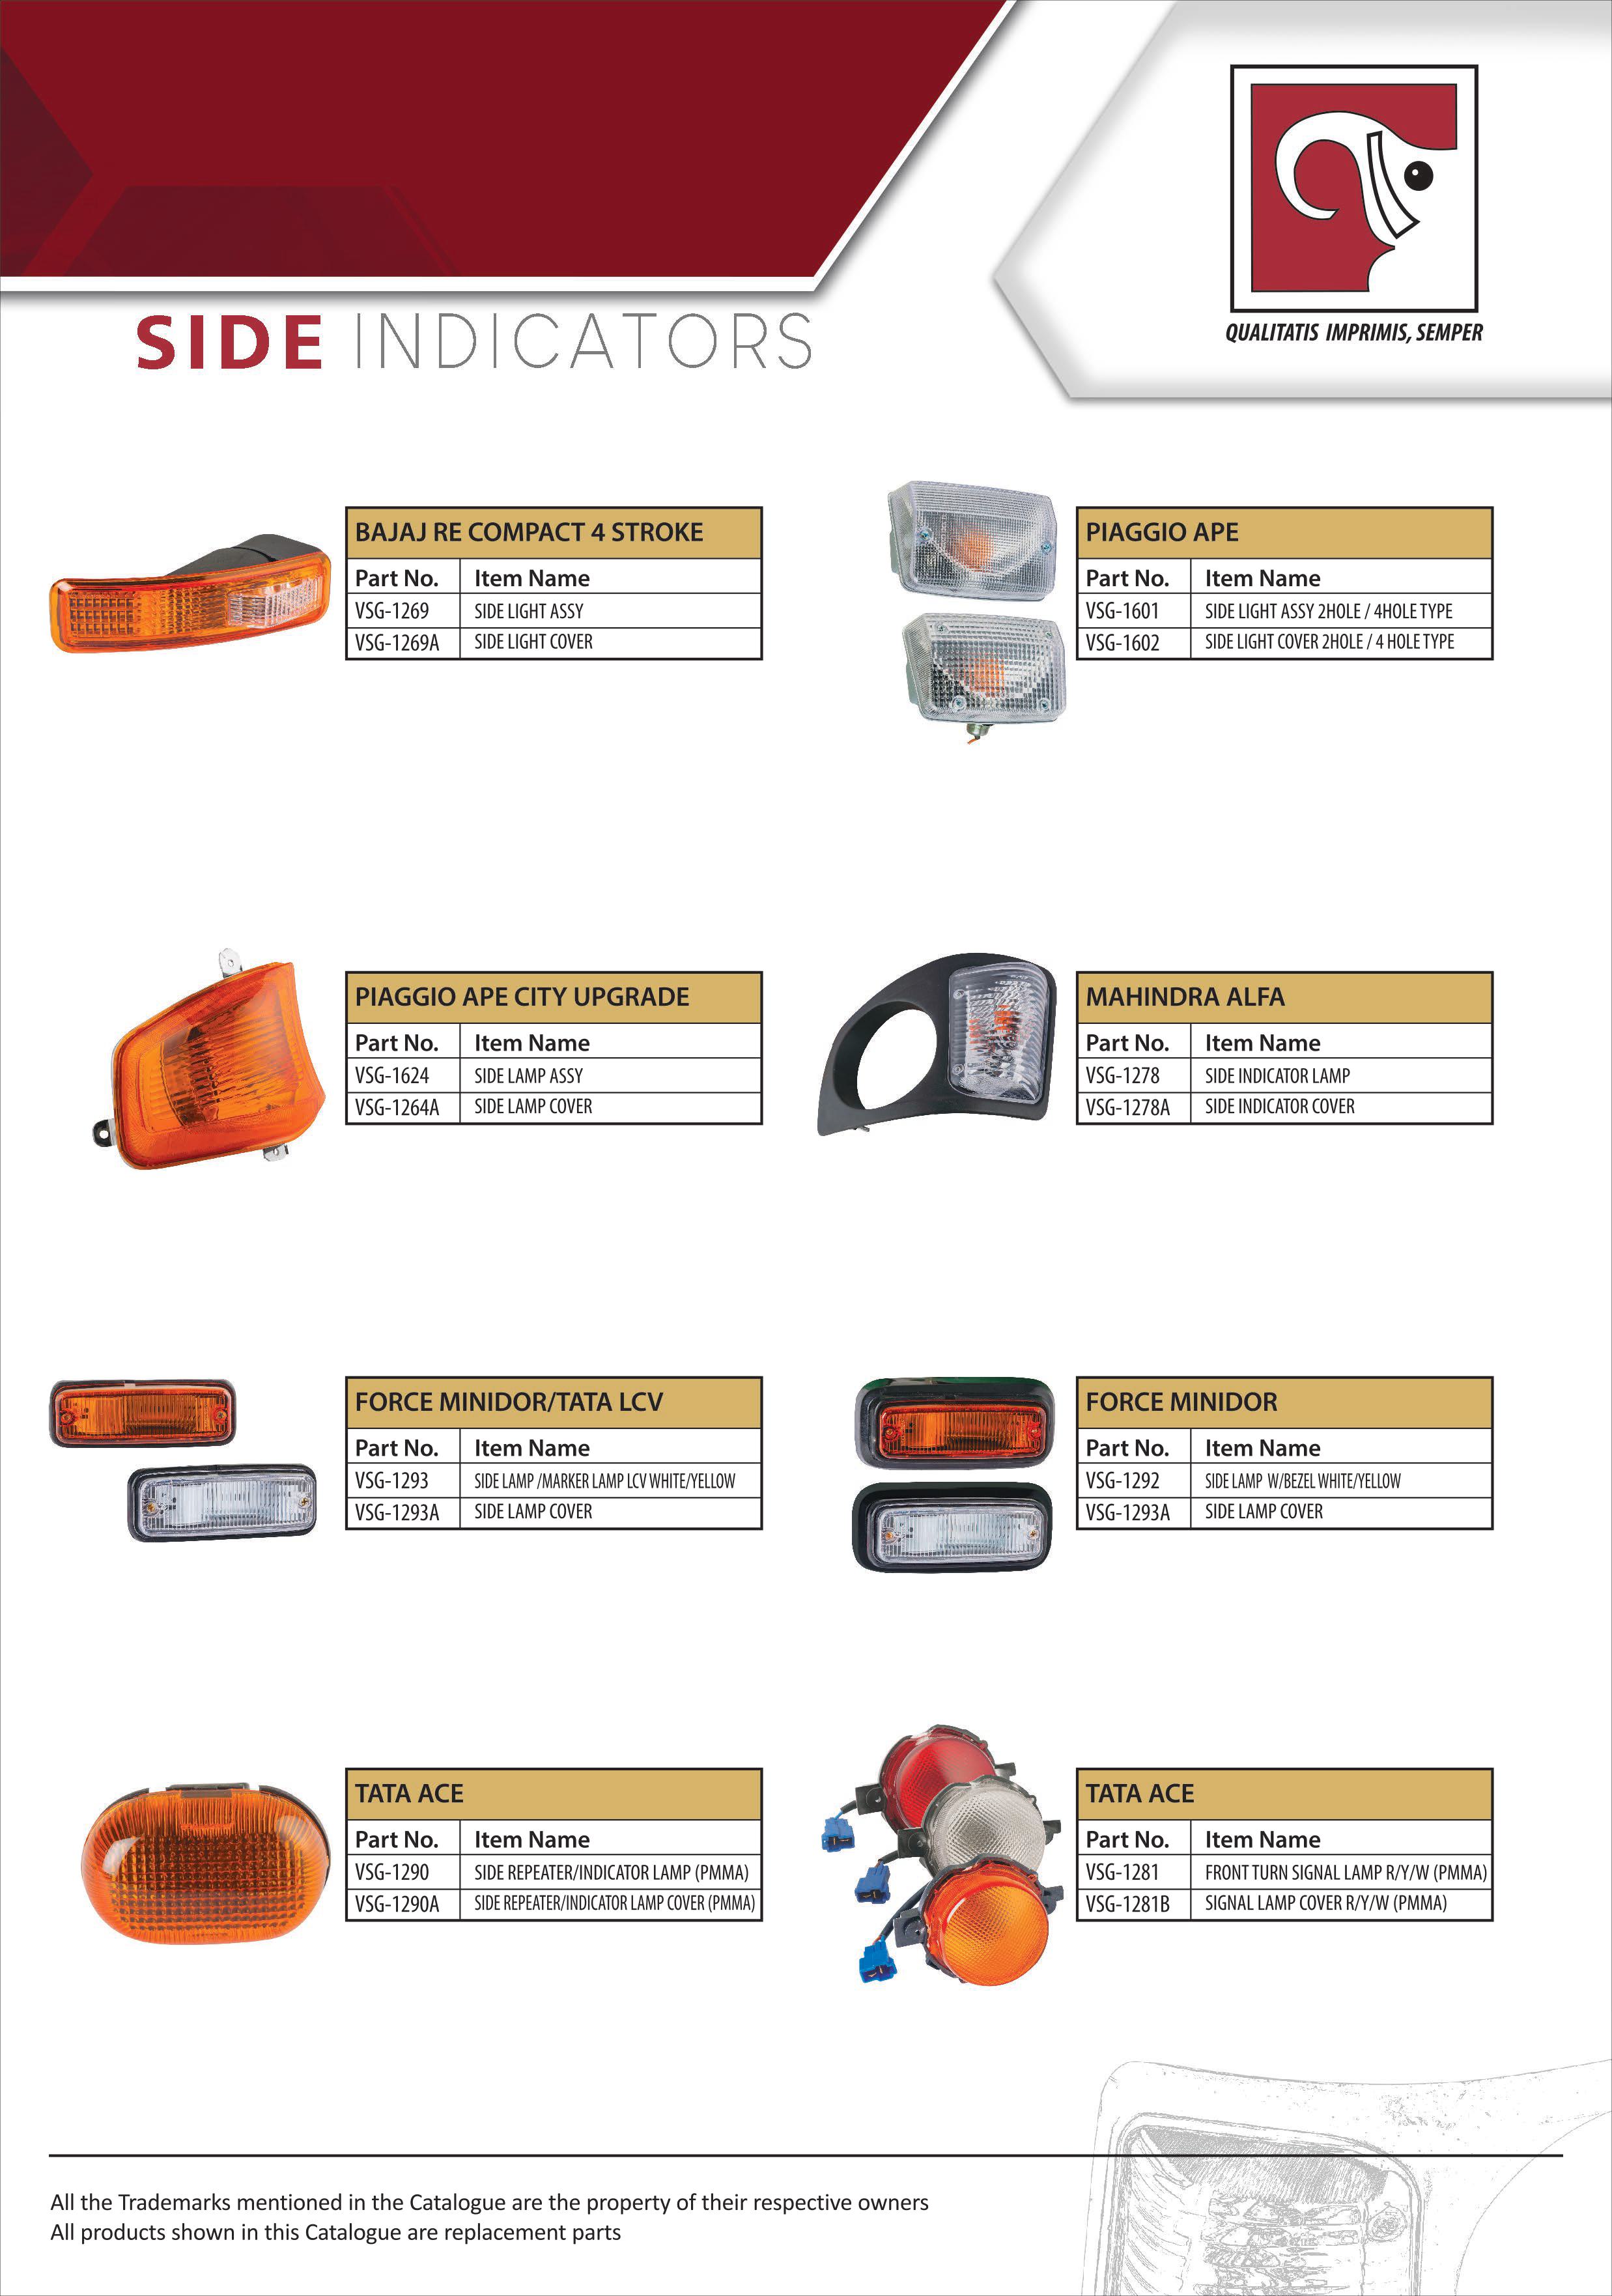 QUALITATIS IMPRIMIS, SEMPER
SIDE INDICATORS
BAJAJ RE COMPACT 4 STROKE
Part No. Item Name
VSG-1269 SIDE LIGHT ASSY
VSG-1269A SIDE LIGHT COVER
PIAGGIO APE
Part No. Item Name
VSG-1601 SIDE LIGHT ASSY 2HOLE / 4HOLE TYPE
VSG-1602 SIDE LIGHT COVER 2HOLE / 4 HOLE TYPE
PIAGGIO APE CITY UPGRADE
Part No. Item Name
VSG-1624 SIDE LAMP ASSY
VSG-1264A SIDE LAMP COVER
MAHINDRA ALFA
Part No. Item Name
VSG-1278 SIDE INDICATOR LAMP
VSG-1278A SIDE INDICATOR COVER
FORCE MINIDOR/TATA LCV
Part No. Item Name
VSG-1293 SIDE LAMP /MARKER LAMP LCV WHITE/YELLOW
VSG-1293A SIDE LAMP COVER
FORCE MINIDOR
Part No. Item Name
VSG-1292 SIDE LAMP W/BEZEL WHITE/YELLOW
VSG-1293A SIDE LAMP COVER
TATA ACE
Part No. Item Name
VSG-1290 SIDE REPEATER/INDICATOR LAMP (PMMA)
VSG-1290A SIDE REPEATER/INDICATOR LAMP COVER (PMMA)
TATA ACE
Part No. Item Name
VSG-1281 FRONT TURN SIGNAL LAMP R/Y/W (PMMA)
VSG-1281B SIGNAL LAMP COVER R/Y/W (PMMA)
All the Trademarks mentioned in the Catalogue are the property of their respective owners
All products shown in this Catalogue are replacement parts